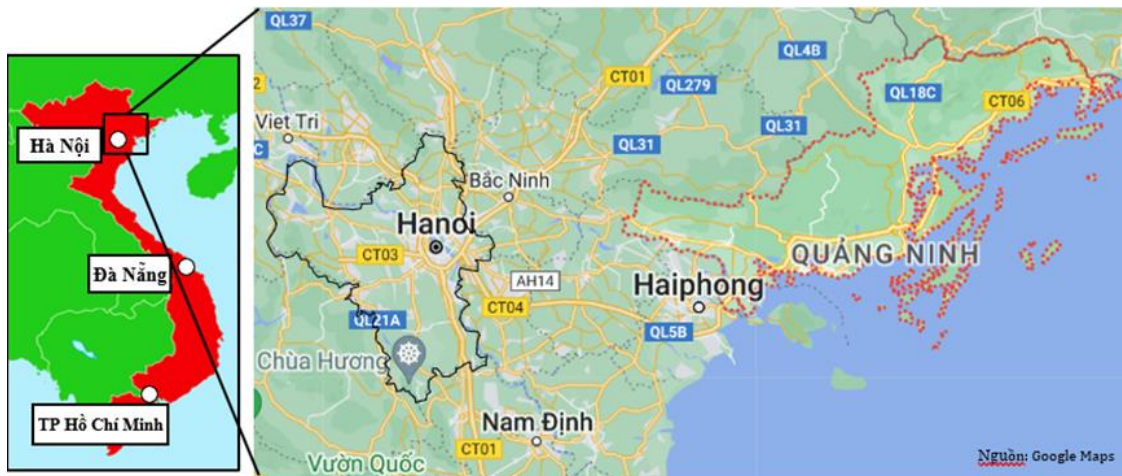 Hà Nội
Đà Nẵng
TP Hồ Chí Minh
QL37
CT01
QL4B
QL279
QL18C
CT06
2
Viet Tri
QL31
QL31
C
Bắc Ninh
Hanoi
CT03
QUẢNG NINH
AH14
Haiphong
CT04
QL21A
QL5B
Chùa Hương
Nam Định
CT01
Vườn Quốc
Nguồn: Google Maps